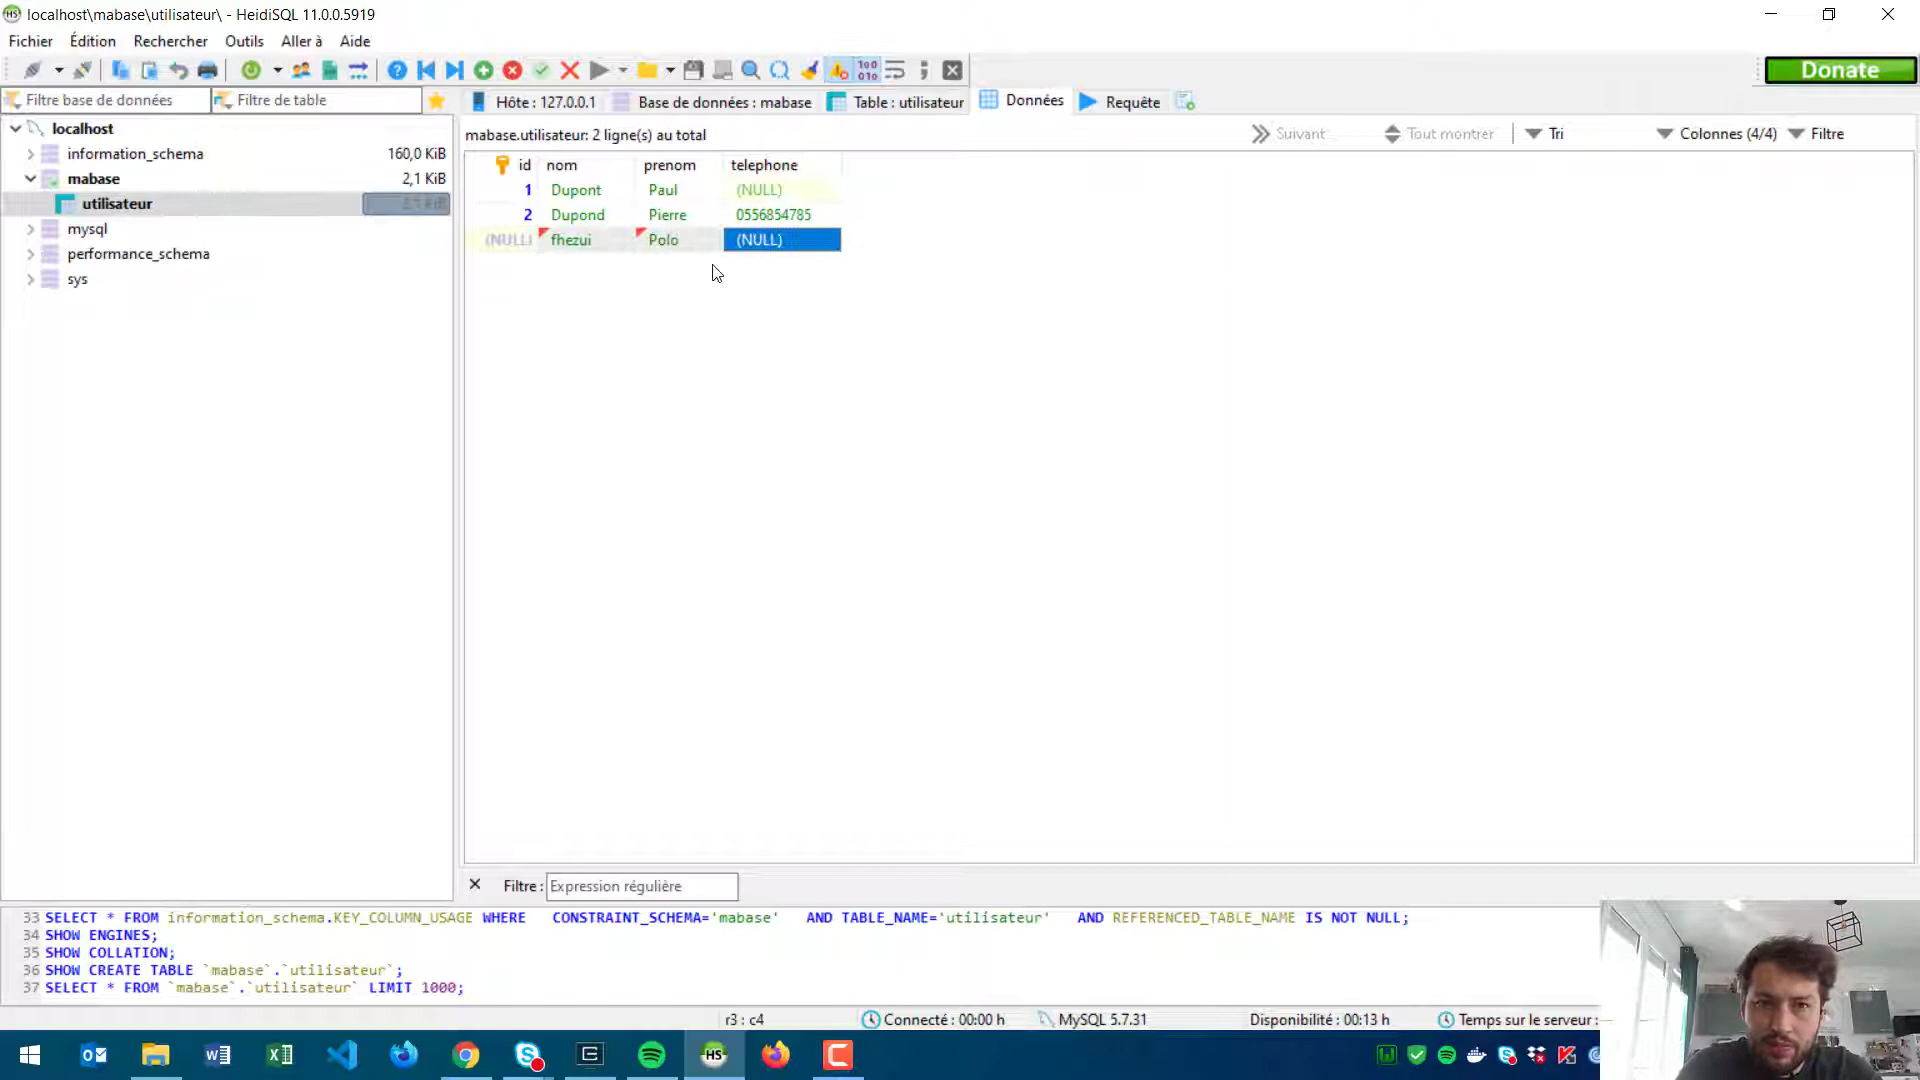 localhost\mabase\utilisateur\ - HeidiSQL 11.0.0.5919
Fichier Édition Rechercher Outils Aller à Aide
Donate
Filtre base de données Filtre de table Hôte : 127.0.0.1 Base de données : mabase Table : utilisateur Données Requête
localhost
information_schema 160,0 KiB
mabase 2,1 KiB
utilisateur
mysql
performance_schema
sys
mabase.utilisateur: 2 ligne(s) au total Suivant Tout montrer Tri Colonnes (4/4) Filtre
id nom prenom telephone
1 Dupont Paul (NULL)
2 Dupond Pierre 0556854785
(NULL) fhezui Polo (NULL)
Filtre : Expression régulière
33 SELECT * FROM information_schema.KEY_COLUMN_USAGE WHERE CONSTRAINT_SCHEMA='mabase' AND TABLE_NAME='utilisateur' AND REFERENCED_TABLE_NAME IS NOT NULL;
34 SHOW ENGINES;
35 SHOW COLLATION;
36 SHOW CREATE TABLE `mabase`.`utilisateur`;
37 SELECT * FROM `mabase`.`utilisateur` LIMIT 1000;
r3 : c4 Connecté : 00:00 h MySQL 5.7.31 Disponibilité : 00:13 h Temps sur le serveur :